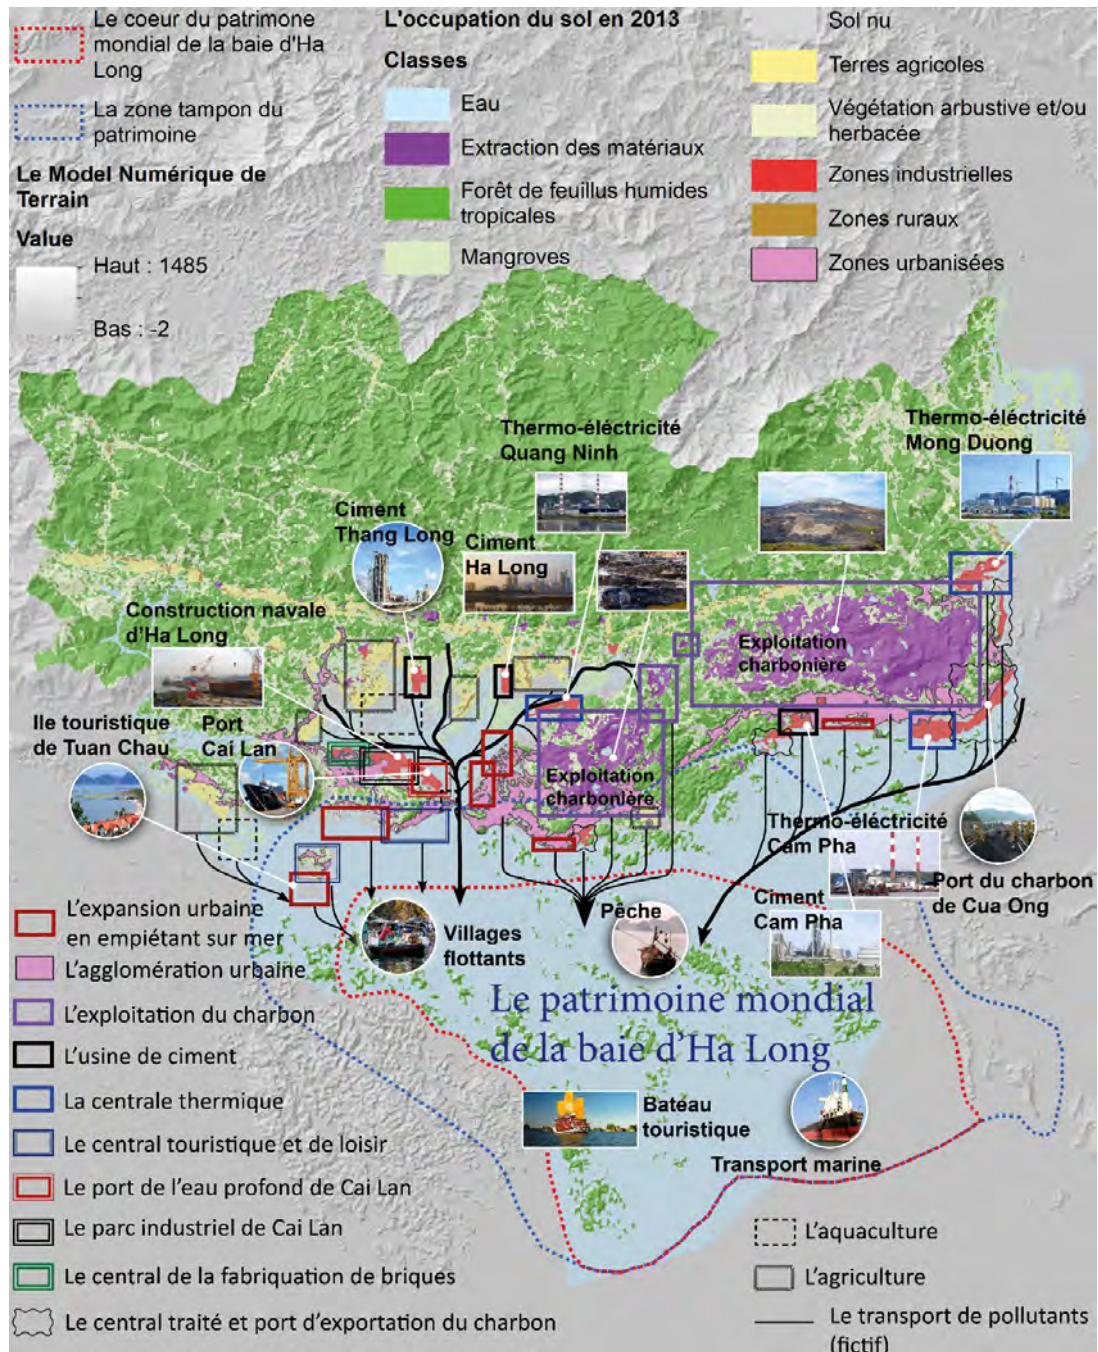 Le coeur du patrimone
mondial de la baie d'Ha
Long
La zone tampon du
patrimoine
Le Model Numérique de
Terrain
Value
Haut : 1485
Bas : -2
L'occupation du sol en 2013
Classes
Eau
Extraction des matériaux
Forêt de feuillus humides
tropicales
Mangroves
Sol nu
Terres agricoles
Végétation arbustive et/ou
herbacée
Zones industrielles
Zones ruraux
Zones urbanisées
Thermo-éléctricité
Quang Ninh
Thermo-éléctricité
Mong Duong
Ciment
Thang Long
Ciment
Ha Long
Construction navale
d'Ha Long
Exploitation
charbonière
Ile touristique
de Tuan Chau
Port
Cai Lan
Exploitation
charbonière
Thermo-éléctricité
Cam Pha
Port du charbon
de Cua Ong
Ciment
Cam Pha
Villages
flottants
Pêche
Le patrimoine mondial
de la baie d'Ha Long
Bateau
touristique
Transport marine
L'expansion urbaine
en empiétant sur mer
L'agglomération urbaine
L'exploitation du charbon
L'usine de ciment
La centrale thermique
Le central touristique et de loisir
Le port de l'eau profond de Cai Lan
Le parc industriel de Cai Lan
Le central de la fabriquation de briques
Le central traité et port d'exportation du charbon
L'aquaculture
L'agriculture
Le transport de pollutants
(fictif)